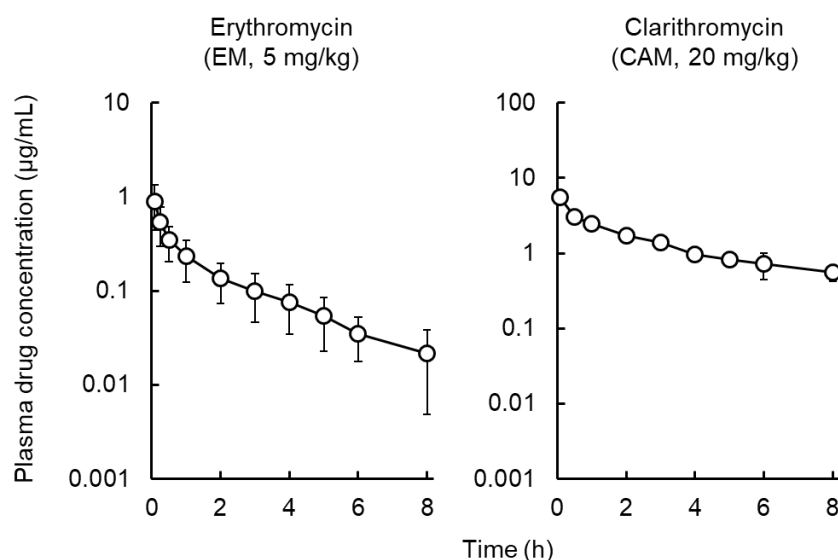 Erythromycin
(EM, 5 mg/kg)
Clarithromycin
(CAM, 20 mg/kg)
Plasma drug concentration (µg/mL)
10
1
0.1
0.01
0.001
0 2 4 6 8
100
10
1
0.1
0.01
0.001
0 2 4 6 8
Time (h)